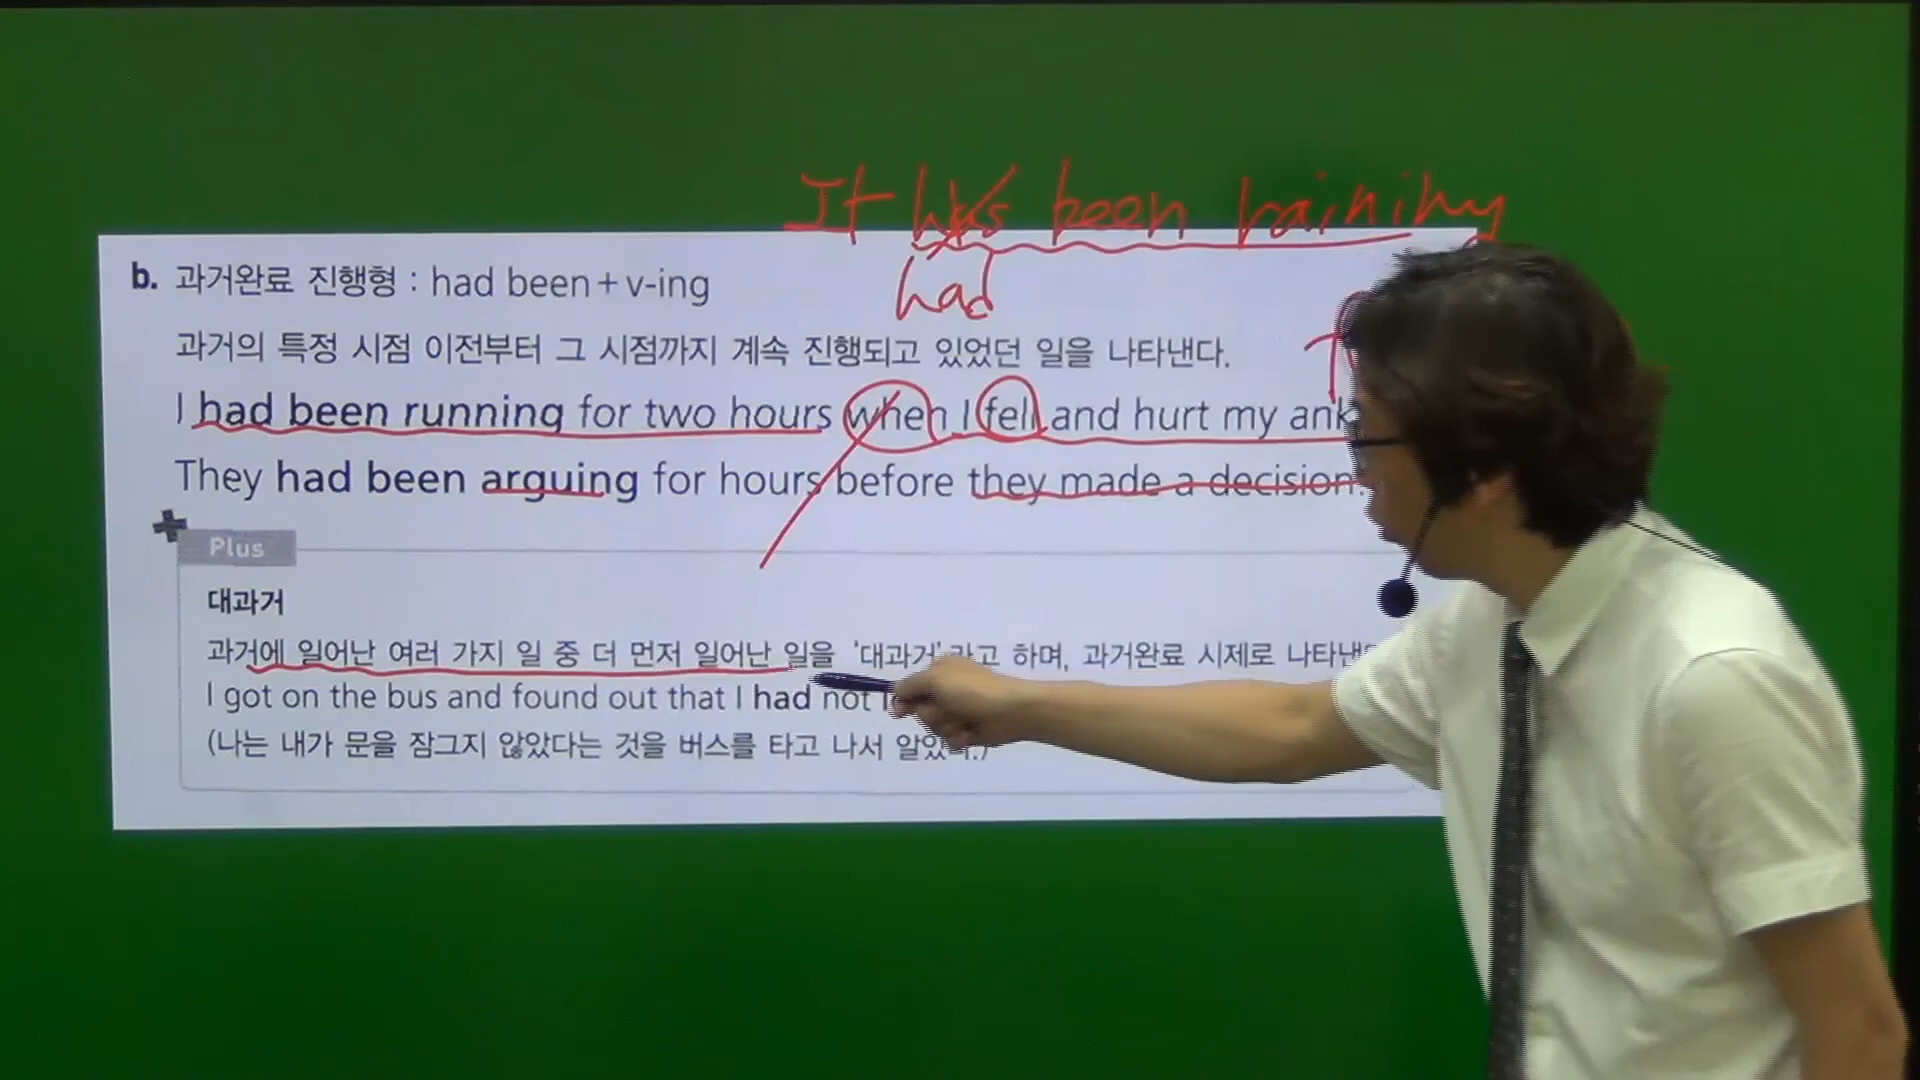 It has been raining
had
b. 과거완료 진행형 : had been + v-ing
과거의 특정 시점 이전부터 그 시점까지 계속 진행되고 있었던 일을 나타낸다.
I had been running for two hours when I fell and hurt my
They had been arguing for hours before they made a decision.
Plus
대과거
과거에 일어난 여러 가지 일 중 더 먼저 일어난 일을 '대과거'라고 하며, 과거완료 시제로
I got on the bus and found out that I had not
(나는 내가 문을 잠그지 않았다는 것을 버스를 타고 나서 알았다.)